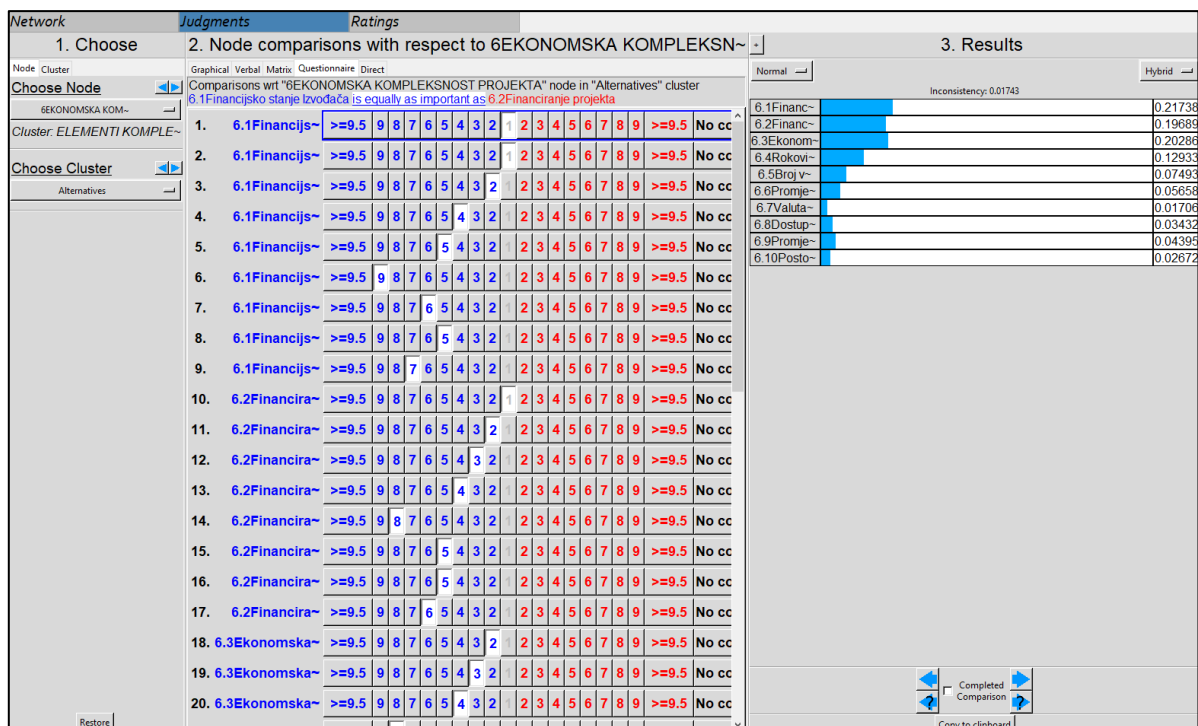 Network Judgments Ratings
1. Choose
Node Cluster
Choose Node
6EKONOMSKA KOM~
Cluster: ELEMENTI KOMPLE~
Choose Cluster
Alternatives
Restore
2. Node comparisons with respect to 6EKONOMSKA KOMPLEKSN~
Graphical Verbal Matrix Questionnaire Direct
Comparisons wrt "6EKONOMSKA KOMPLEKSNOST PROJEKTA" node in "Alternatives" cluster
6.1Financijsko stanje Izvođača is equally as important as 6.2Financiranje projekta
1. 6.1Financijs~ >=9.5 9 8 7 6 5 4 3 2 1 2 3 4 5 6 7 8 9 >=9.5 No cc
2. 6.1Financijs~ >=9.5 9 8 7 6 5 4 3 2 1 2 3 4 5 6 7 8 9 >=9.5 No cc
3. 6.1Financijs~ >=9.5 9 8 7 6 5 4 3 2 1 2 3 4 5 6 7 8 9 >=9.5 No cc
4. 6.1Financijs~ >=9.5 9 8 7 6 5 4 3 2 1 2 3 4 5 6 7 8 9 >=9.5 No cc
5. 6.1Financijs~ >=9.5 9 8 7 6 5 4 3 2 1 2 3 4 5 6 7 8 9 >=9.5 No cc
6. 6.1Financijs~ >=9.5 9 8 7 6 5 4 3 2 1 2 3 4 5 6 7 8 9 >=9.5 No cc
7. 6.1Financijs~ >=9.5 9 8 7 6 5 4 3 2 1 2 3 4 5 6 7 8 9 >=9.5 No cc
8. 6.1Financijs~ >=9.5 9 8 7 6 5 4 3 2 1 2 3 4 5 6 7 8 9 >=9.5 No cc
9. 6.1Financijs~ >=9.5 9 8 7 6 5 4 3 2 1 2 3 4 5 6 7 8 9 >=9.5 No cc
10. 6.2Financira~ >=9.5 9 8 7 6 5 4 3 2 1 2 3 4 5 6 7 8 9 >=9.5 No cc
11. 6.2Financira~ >=9.5 9 8 7 6 5 4 3 2 1 2 3 4 5 6 7 8 9 >=9.5 No cc
12. 6.2Financira~ >=9.5 9 8 7 6 5 4 3 2 1 2 3 4 5 6 7 8 9 >=9.5 No cc
13. 6.2Financira~ >=9.5 9 8 7 6 5 4 3 2 1 2 3 4 5 6 7 8 9 >=9.5 No cc
14. 6.2Financira~ >=9.5 9 8 7 6 5 4 3 2 1 2 3 4 5 6 7 8 9 >=9.5 No cc
15. 6.2Financira~ >=9.5 9 8 7 6 5 4 3 2 1 2 3 4 5 6 7 8 9 >=9.5 No cc
16. 6.2Financira~ >=9.5 9 8 7 6 5 4 3 2 1 2 3 4 5 6 7 8 9 >=9.5 No cc
17. 6.2Financira~ >=9.5 9 8 7 6 5 4 3 2 1 2 3 4 5 6 7 8 9 >=9.5 No cc
18. 6.3Ekonomska~ >=9.5 9 8 7 6 5 4 3 2 1 2 3 4 5 6 7 8 9 >=9.5 No cc
19. 6.3Ekonomska~ >=9.5 9 8 7 6 5 4 3 2 1 2 3 4 5 6 7 8 9 >=9.5 No cc
20. 6.3Ekonomska~ >=9.5 9 8 7 6 5 4 3 2 1 2 3 4 5 6 7 8 9 >=9.5 No cc
+ 3. Results
Normal Hybrid
Inconsistency: 0.01743
6.1Financ~ 0.21738
6.2Financ~ 0.19689
6.3Ekonom~ 0.20286
6.4Rokovi~ 0.12933
6.5Broj v~ 0.07493
6.6Promje~ 0.05658
6.7Valuta~ 0.01706
6.8Dostup~ 0.03432
6.9Promje~ 0.04395
6.10Posto~ 0.02672
Completed
Comparison
Copy to clipboard